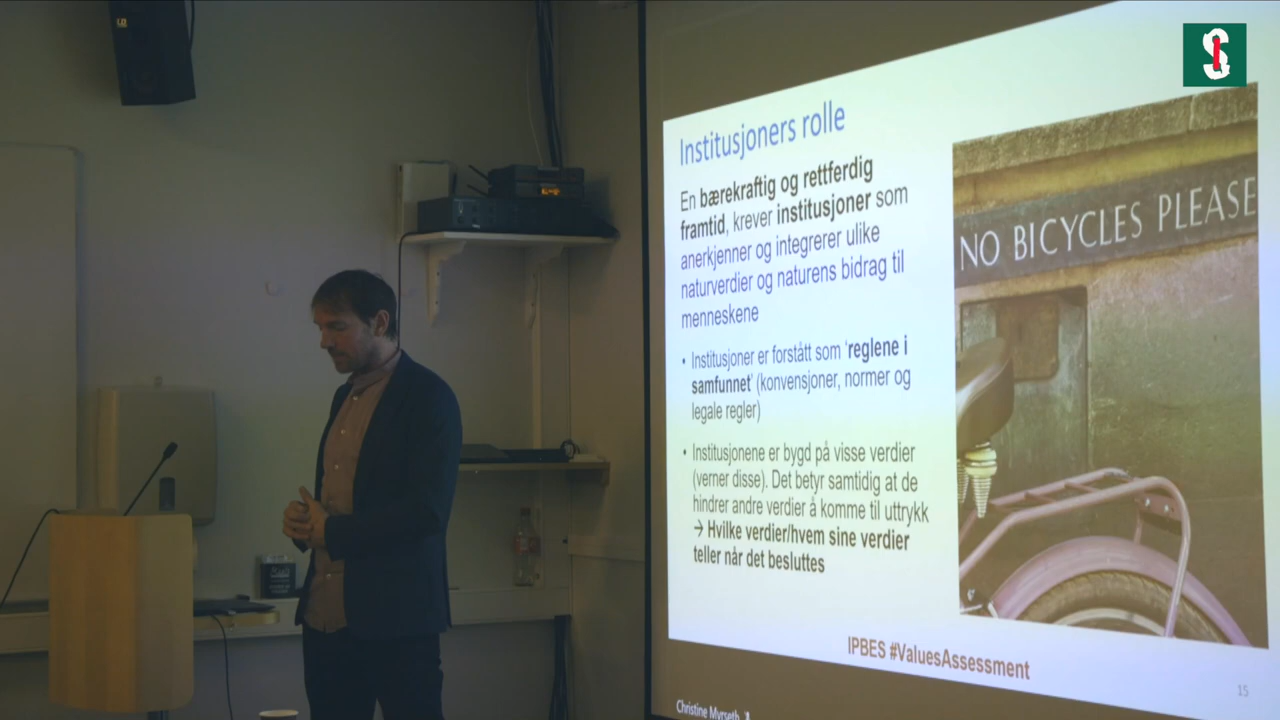 Institusjoners rolle
En bærekraftig og rettferdig
framtid, krever institusjoner som
anerkjenner og integrerer ulike
naturverdier og naturens bidrag til
menneskene
• Institusjoner er forstått som 'reglene i
samfunnet' (konvensjoner, normer og
legale regler)
• Institusjonene er bygd på visse verdier
(verner disse). Det betyr samtidig at de
hindrer andre verdier å komme til uttrykk
→ Hvilke verdier/hvem sine verdier
teller når det besluttes
NO BICYCLES PLEASE
IPBES #ValuesAssessment
15
Christine Myrseth